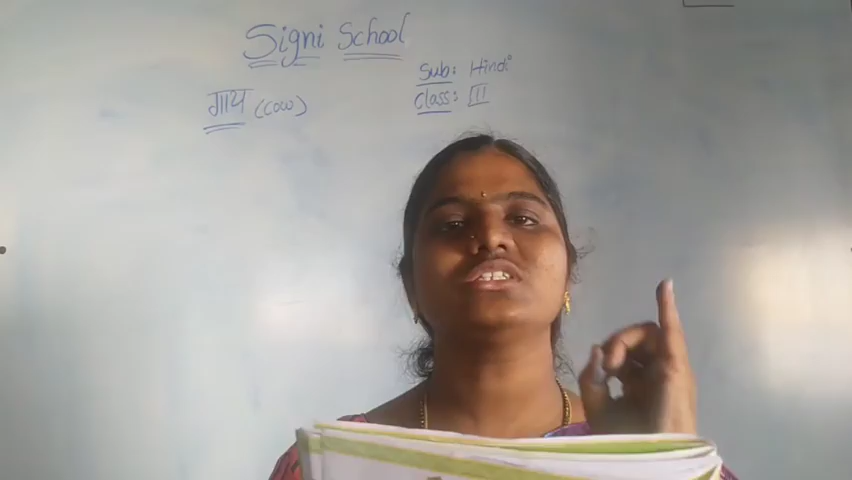 Signi School
Sub: Hindi
Class: II
गाय (cow)